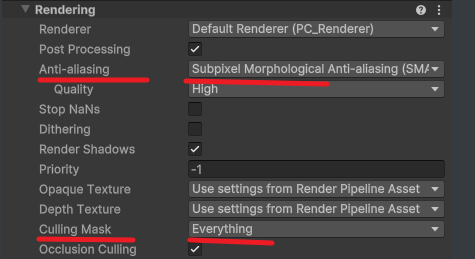 Rendering
Renderer Default Renderer (PC_Renderer)
Post Processing
Anti-aliasing Subpixel Morphological Anti-aliasing (SMA
Quality High
Stop NaNs
Dithering
Render Shadows
Priority -1
Opaque Texture Use settings from Render Pipeline Asset
Depth Texture Use settings from Render Pipeline Asset
Culling Mask Everything
Occlusion Culling